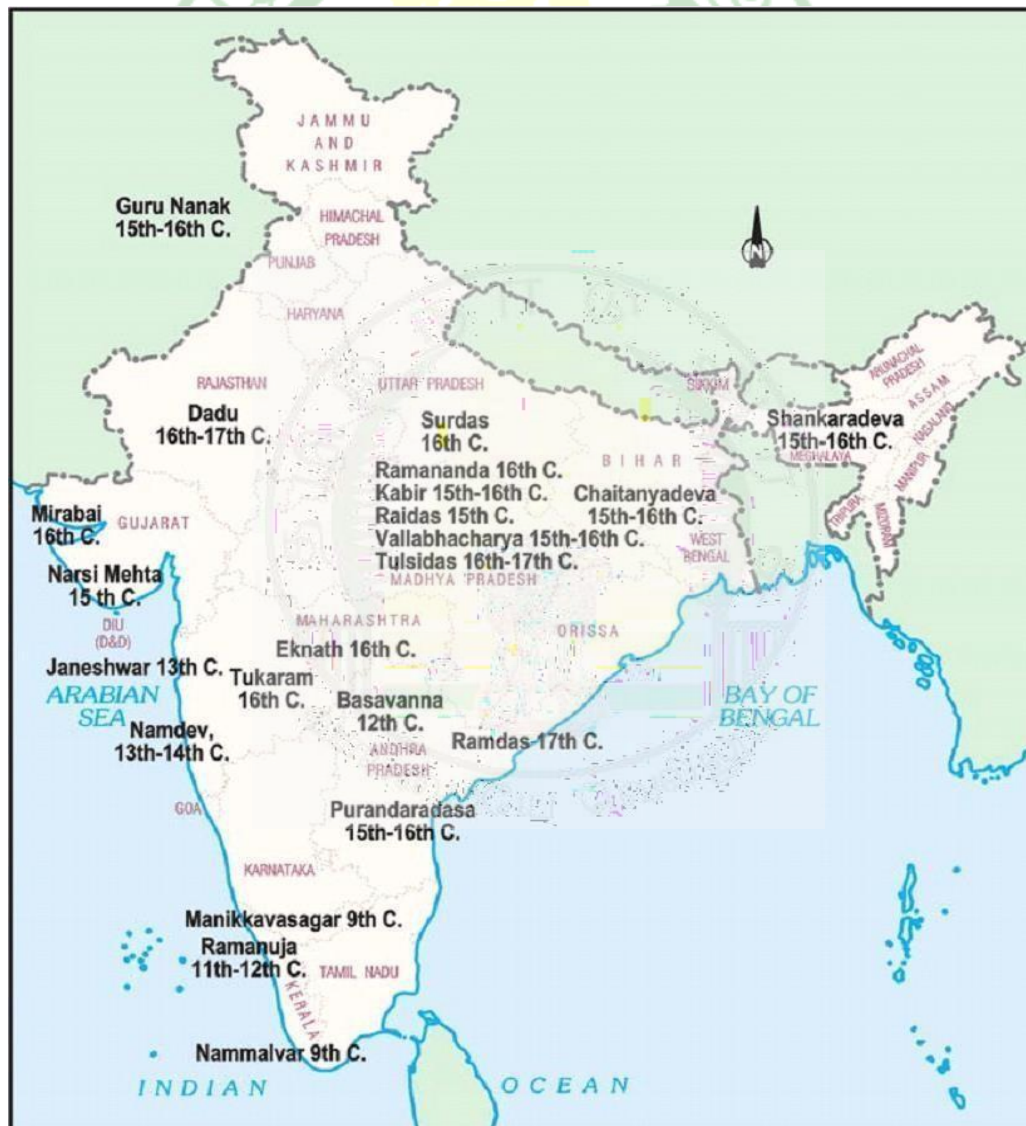 JAMMU
AND
KASHMIR
Guru Nanak
15th-16th C.
HIMACHAL
PRADESH
PUNJAB
N
HARYANA
RAJASTHAN
UTTAR PRADESH
SIKKIM
ARUNACHAL
PRADESH
ASSAM
NAGALAND
Dadu
16th-17th C.
Surdas
16th C.
Shankaradeva
15th-16th C.
MEGHALAYA
MANIPUR
BIHAR
Ramananda 16th C.
Kabir 15th-16th C.
Raidas 15th C.
Vallabhacharya 15th-16th C.
Tulsidas 16th-17th C.
Chaitanyadeva
15th-16th C.
Mirabai
16th C.
GUJARAT
TRIPURA
MIZORAM
WEST
BENGAL
MADHYA PRADESH
Narsi Mehta
15 th C.
DIU
(D&D)
MAHARASHTRA
ORISSA
Eknath 16th C.
Janeshwar 13th C.
ARABIAN
SEA
Tukaram
16th C.
Basavanna
12th C.
BAY OF
BENGAL
Namdev,
13th-14th C.
Ramdas 17th C.
ANDHRA
PRADESH
GOA
Purandaradasa
15th-16th C.
KARNATAKA
Manikkavasagar 9th C.
Ramanuja
11th-12th C.
TAMIL NADU
KERALA
Nammalvar 9th C.
INDIAN OCEAN